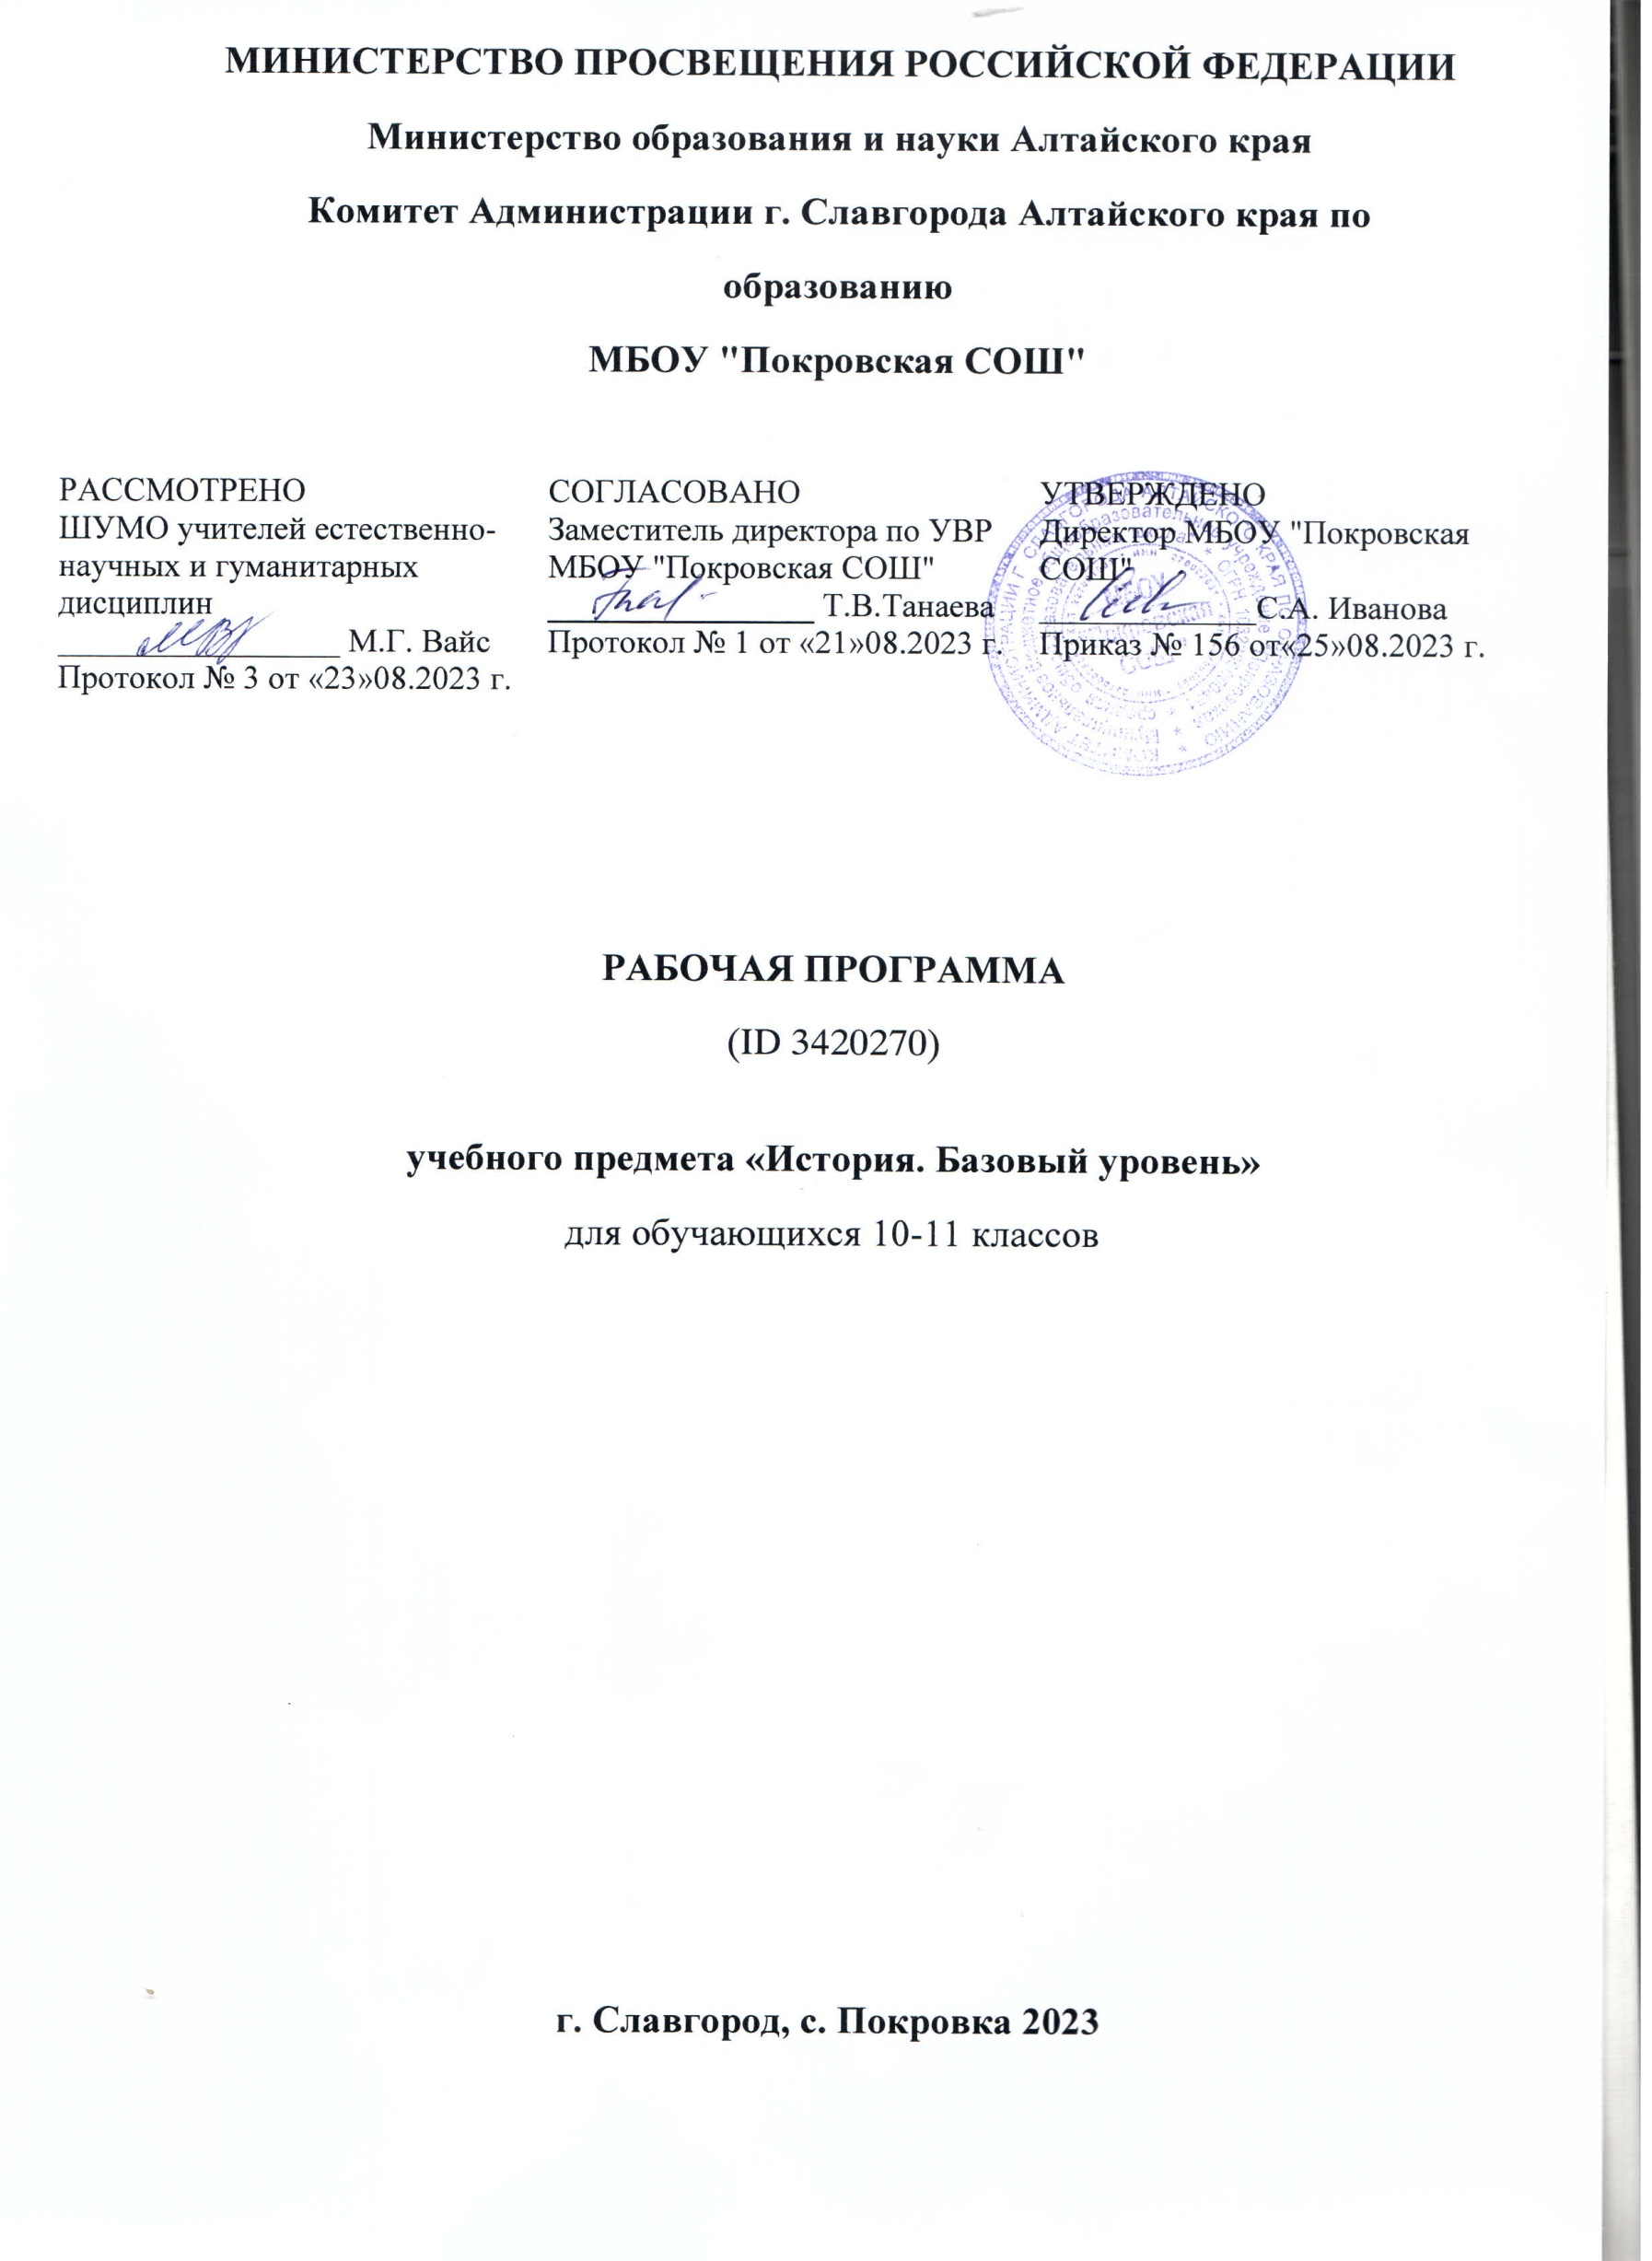 МИНИСТЕРСТВО ПРОСВЕЩЕНИЯ РОССИЙСКОЙ ФЕДЕРАЦИИ
Министерство образования и науки Алтайского края
Комитет Администрации г. Славгорода Алтайского края по
образованию
МБОУ "Покровская СОШ"
РАССМОТРЕНО
ШУМО учителей естественно-
научных и гуманитарных
дисциплин
М.Г. Вайс
Протокол № 3 от «23»08.2023 г.
СОГЛАСОВАНО
Заместитель директора по УВР
МБОУ "Покровская СОШ"
Т.В.Танаева
Протокол № 1 от «21»08.2023 г.
УТВЕРЖДЕНО
Директор МБОУ "Покровская
СОШ"
С.А. Иванова
Приказ № 156 от«25»08.2023 г.
РАБОЧАЯ ПРОГРАММА
(ID 3420270)
учебного предмета «История. Базовый уровень»
для обучающихся 10-11 классов
г. Славгород, с. Покровка 2023